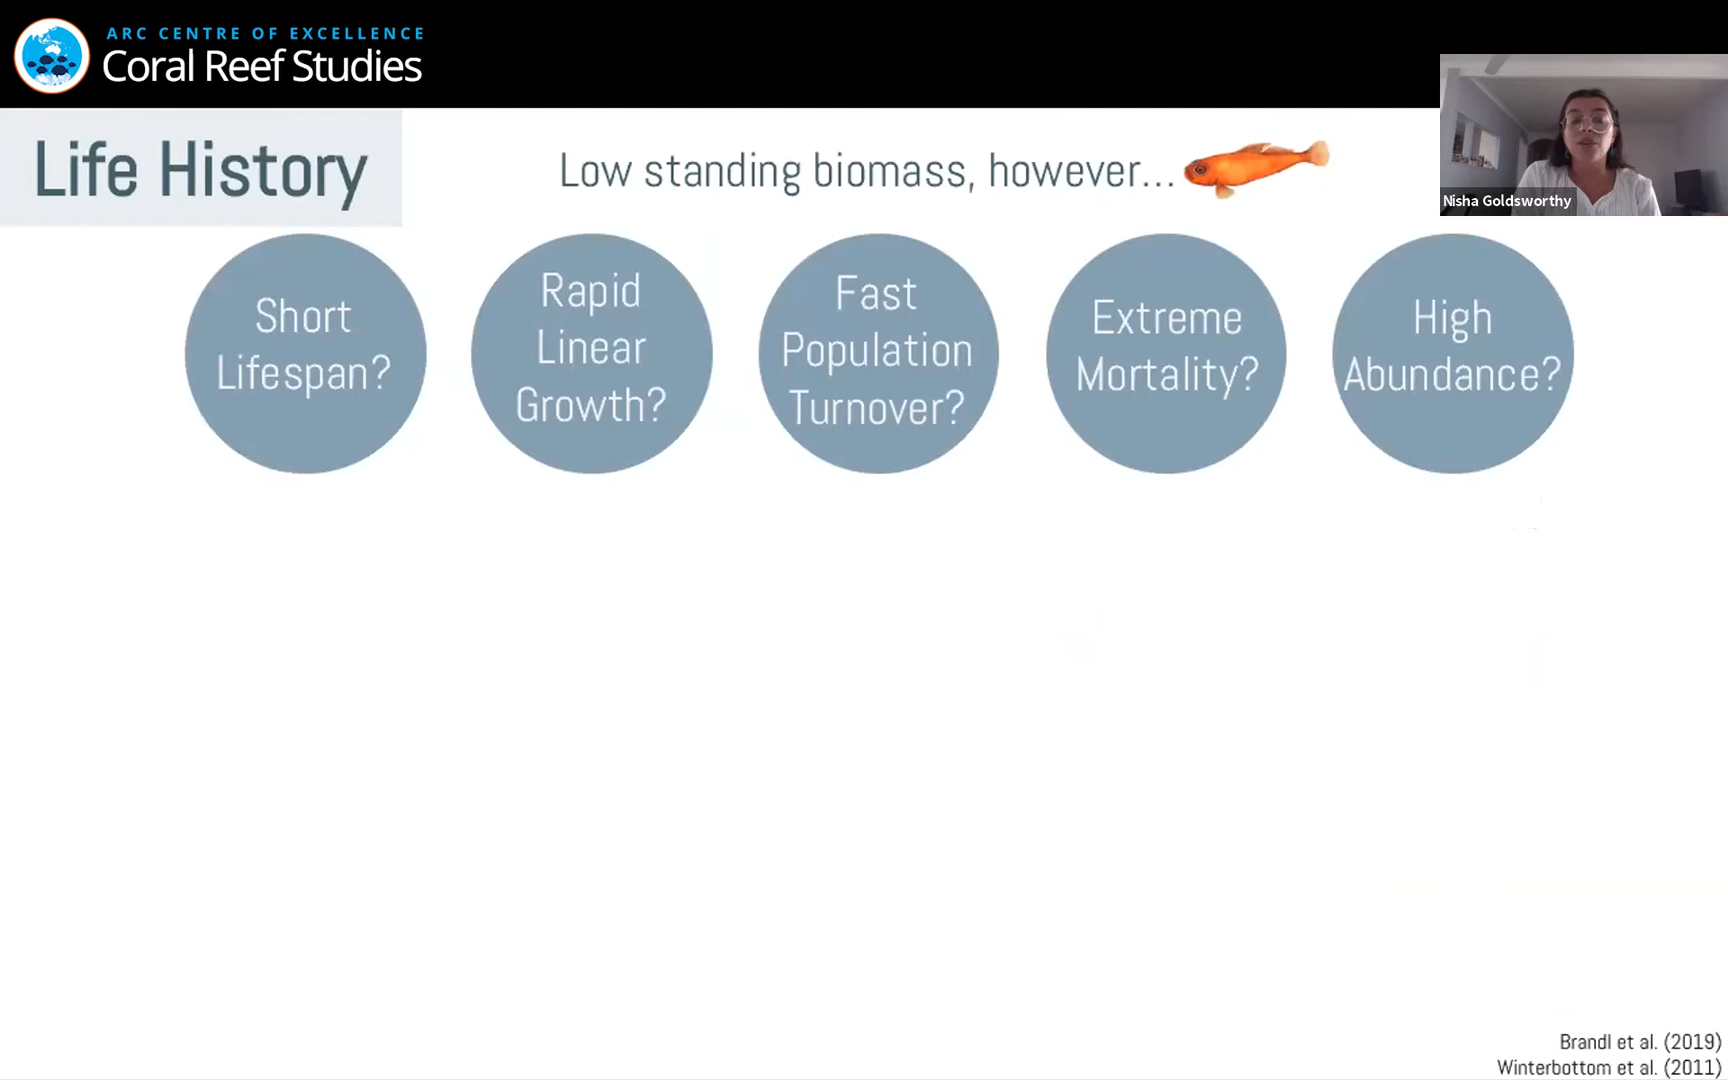 ARC CENTRE OF EXCELLENCE
Coral Reef Studies
Nisha Goldsworthy
Life History
Low standing biomass, however...
Short
Lifespan?
Rapid
Linear
Growth?
Fast
Population
Turnover?
Extreme
Mortality?
High
Abundance?
Brandl et al. (2019)
Winterbottom et al. (2011)